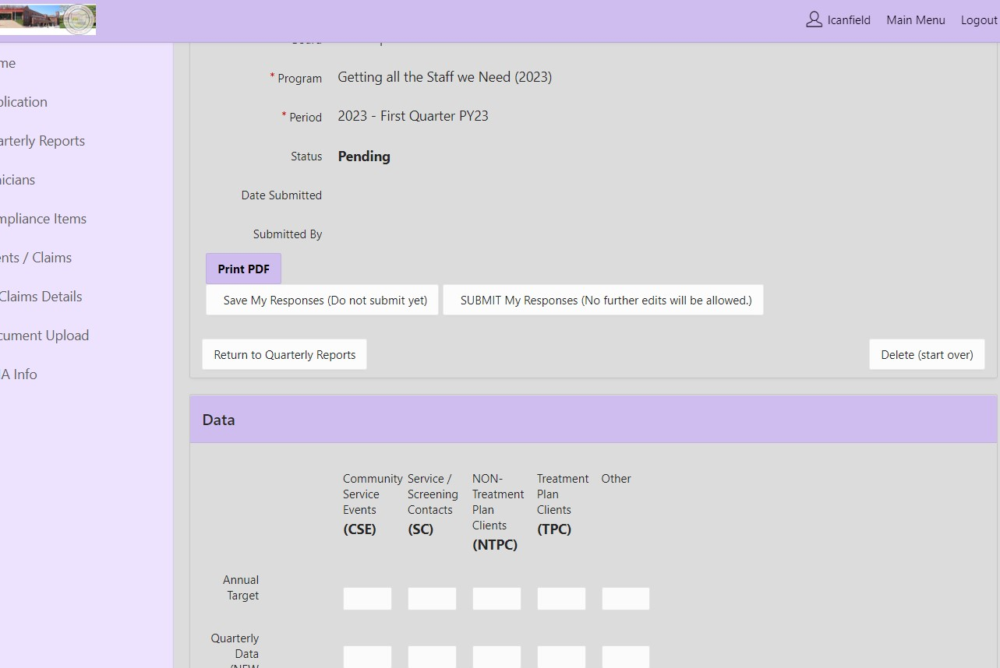 lcanfield
Main Menu
Logout
me
plication
arterly Reports
nicians
mpliance Items
ents / Claims
Claims Details
cument Upload
A Info
* Program Getting all the Staff we Need (2023)
* Period 2023 - First Quarter PY23
Status Pending
Date Submitted
Submitted By
Print PDF
Save My Responses (Do not submit yet) SUBMIT My Responses (No further edits will be allowed.)
Return to Quarterly Reports Delete (start over)
Data
Community Service / NON- Treatment Other
Service Screening Treatment Plan
Events Contacts Plan Clients
(CSE) (SC) Clients (TPC)
(NTPC)
Annual
Target
Quarterly
Data
(NEW